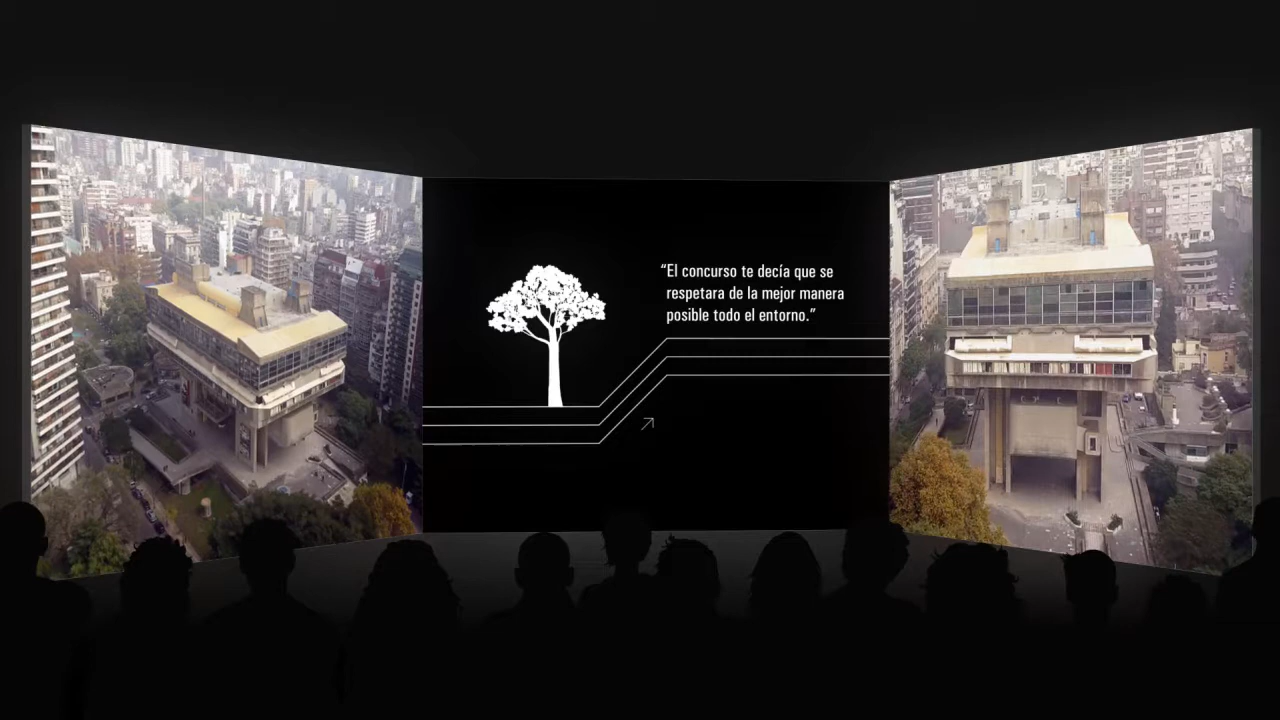 “El concurso te decía que se
respetara de la mejor manera
posible todo el entorno.”